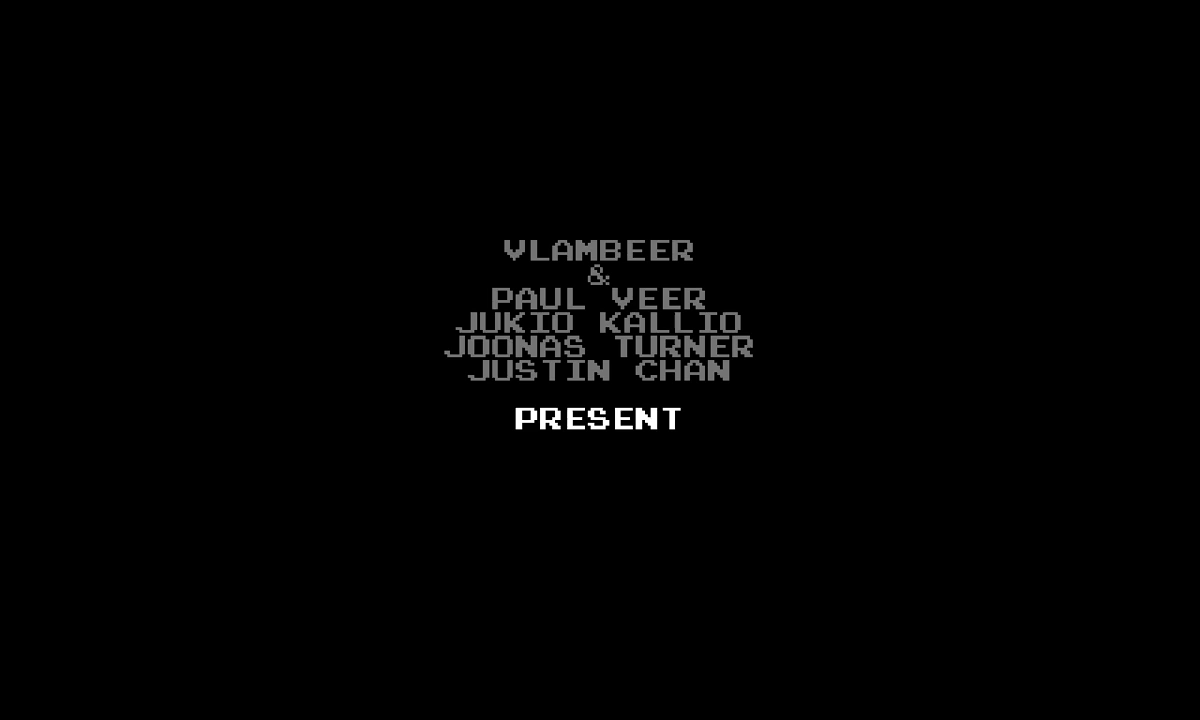 VLAMBEER
&
PAUL VEER
JUKIO KALLIO
JOONAS TURNER
JUSTIN CHAN
PRESENT